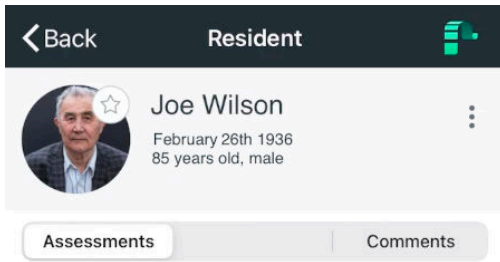 Back
Resident
Joe Wilson
February 26th 1936
85 years old, male
Assessments
Comments